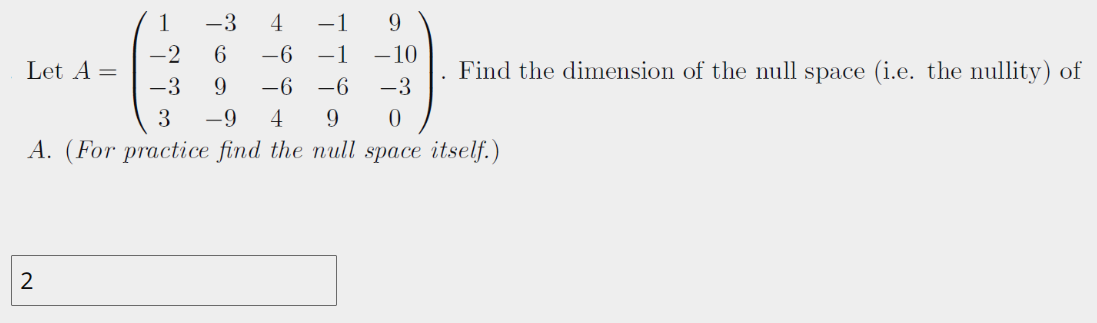 Let A = \begin{pmatrix} 1 & -3 & 4 & -1 & 9 \\ -2 & 6 & -6 & -1 & -10 \\ -3 & 9 & -6 & -6 & -3 \\ 3 & -9 & 4 & 9 & 0 \end{pmatrix}. Find the dimension of the null space (i.e. the nullity) of
A. (For practice find the null space itself.)
2